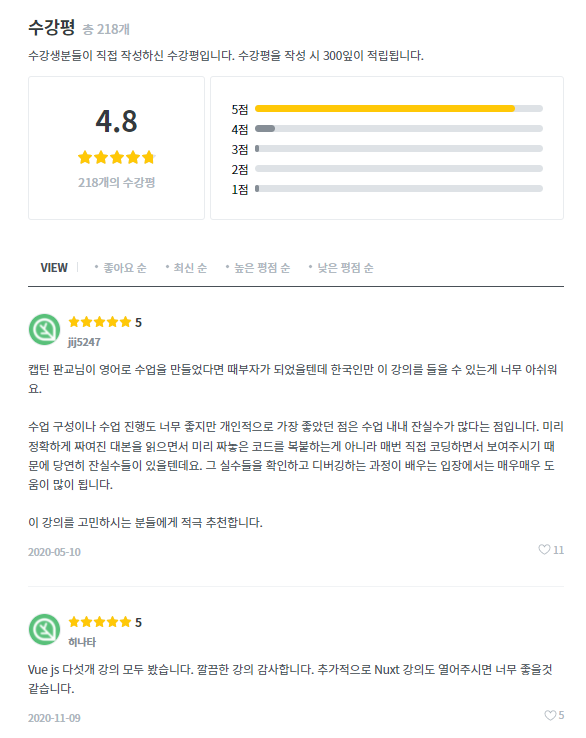 수강평 총 218개
수강생분들이 직접 작성하신 수강평입니다. 수강평을 작성 시 300잎이 적립됩니다.
4.8
218개의 수강평
5점
4점
3점
2점
1점
VIEW • 좋아요 순 • 최신 순 • 높은 평점 순 • 낮은 평점 순
5
jij5247
캡틴 판교님이 영어로 수업을 만들었다면 때부자가 되었을텐데 한국인만 이 강의를 들을 수 있는게 너무 아쉬워
요.
수업 구성이나 수업 진행도 너무 좋지만 개인적으로 가장 좋았던 점은 수업 내내 잔실수가 많다는 점입니다. 미리
정확하게 짜여진 대본을 읽으면서 미리 짜놓은 코드를 복붙하는게 아니라 매번 직접 코딩하면서 보여주시기 때
문에 당연히 잔실수들이 있을텐데요. 그 실수들을 확인하고 디버깅하는 과정이 배우는 입장에서는 매우매우 도
움이 많이 됩니다.
이 강의를 고민하시는 분들에게 적극 추천합니다.
2020-05-10 11
5
히나타
Vue js 다섯개 강의 모두 봤습니다. 깔끔한 강의 감사합니다. 추가적으로 Nuxt 강의도 열어주시면 너무 좋을것
같습니다.
2020-11-09 5